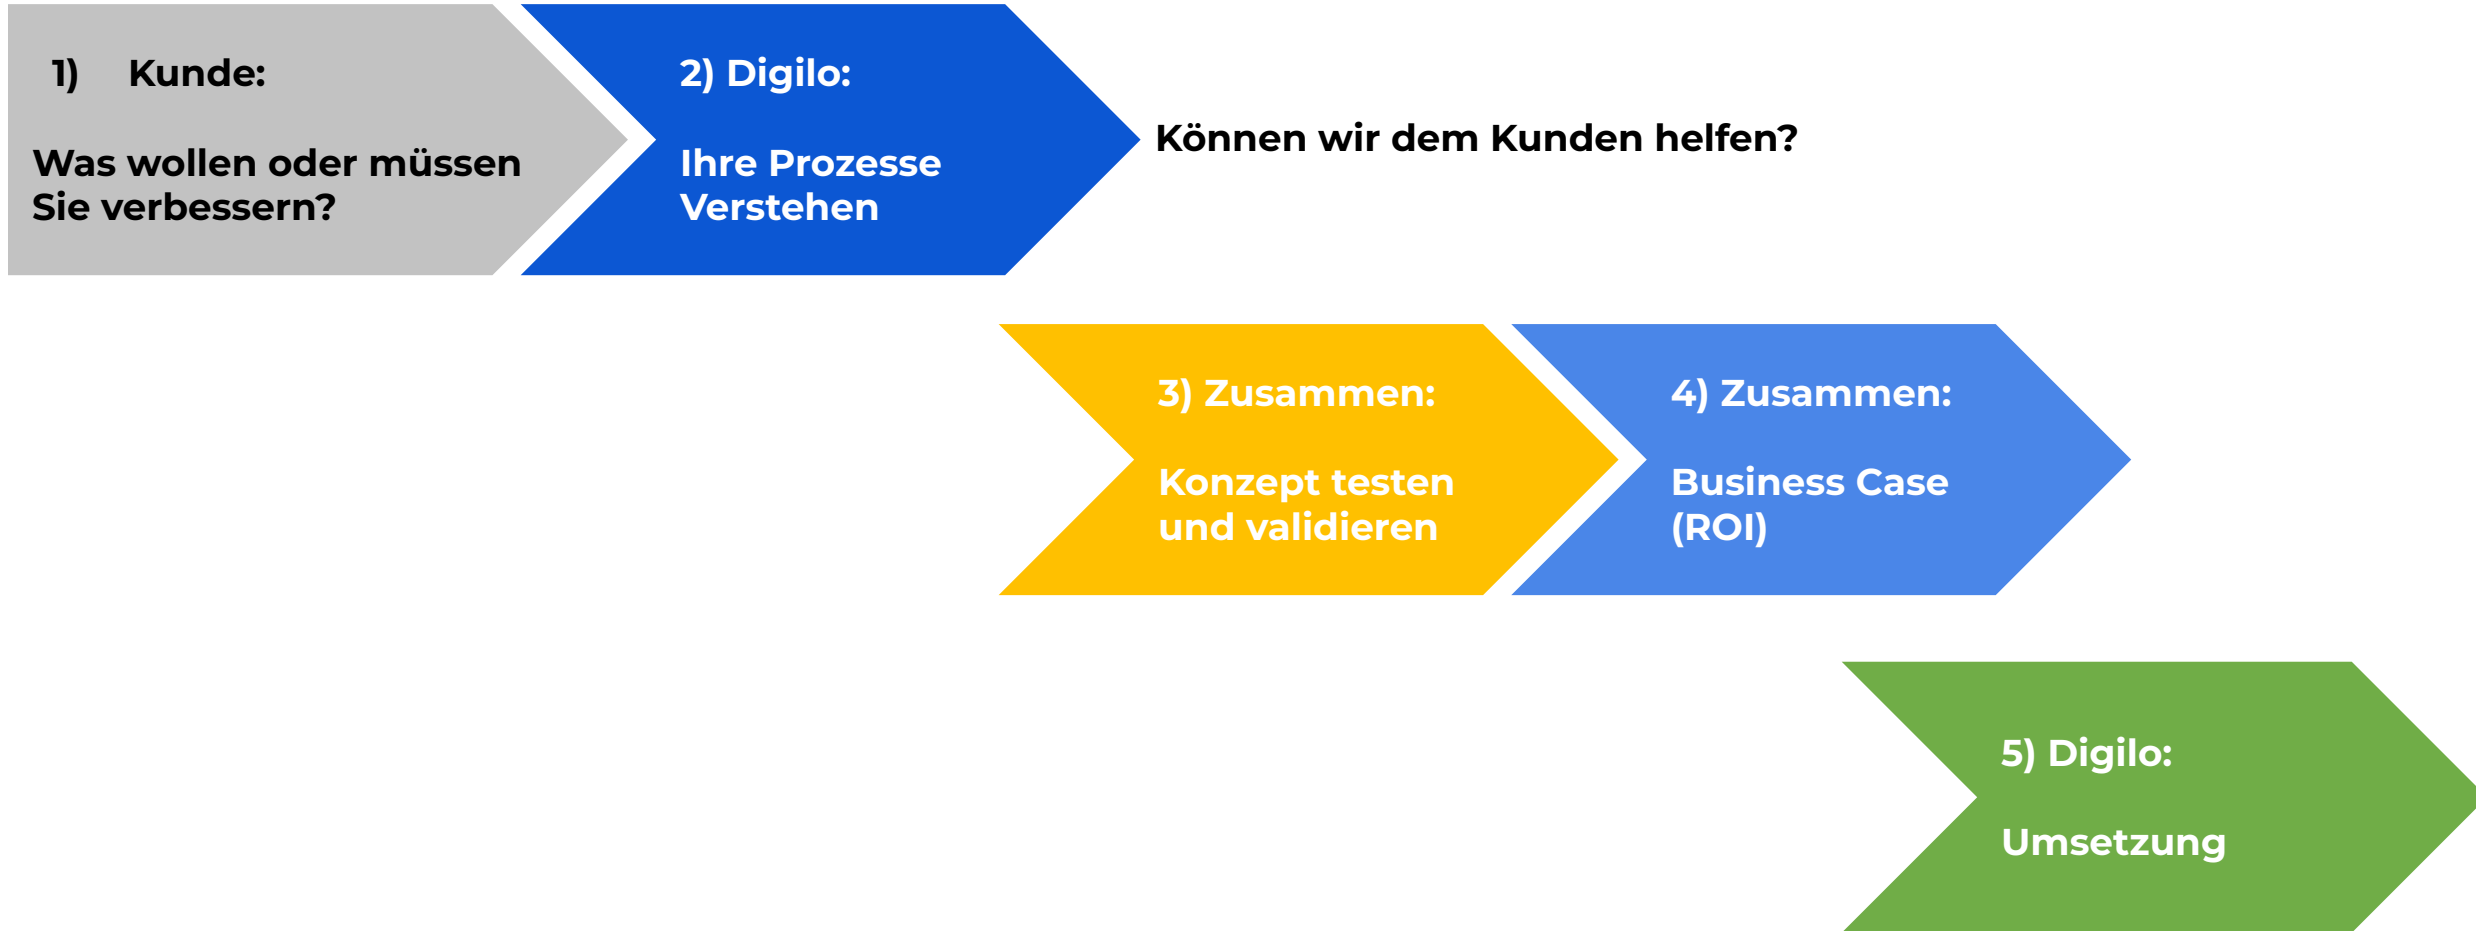 1) Kunde:
Was wollen oder müssen
Sie verbessern?
2) Digilo:
Ihre Prozesse
Verstehen
Können wir dem Kunden helfen?
3) Zusammen:
Konzept testen
und validieren
4) Zusammen:
Business Case
(ROI)
5) Digilo:
Umsetzung